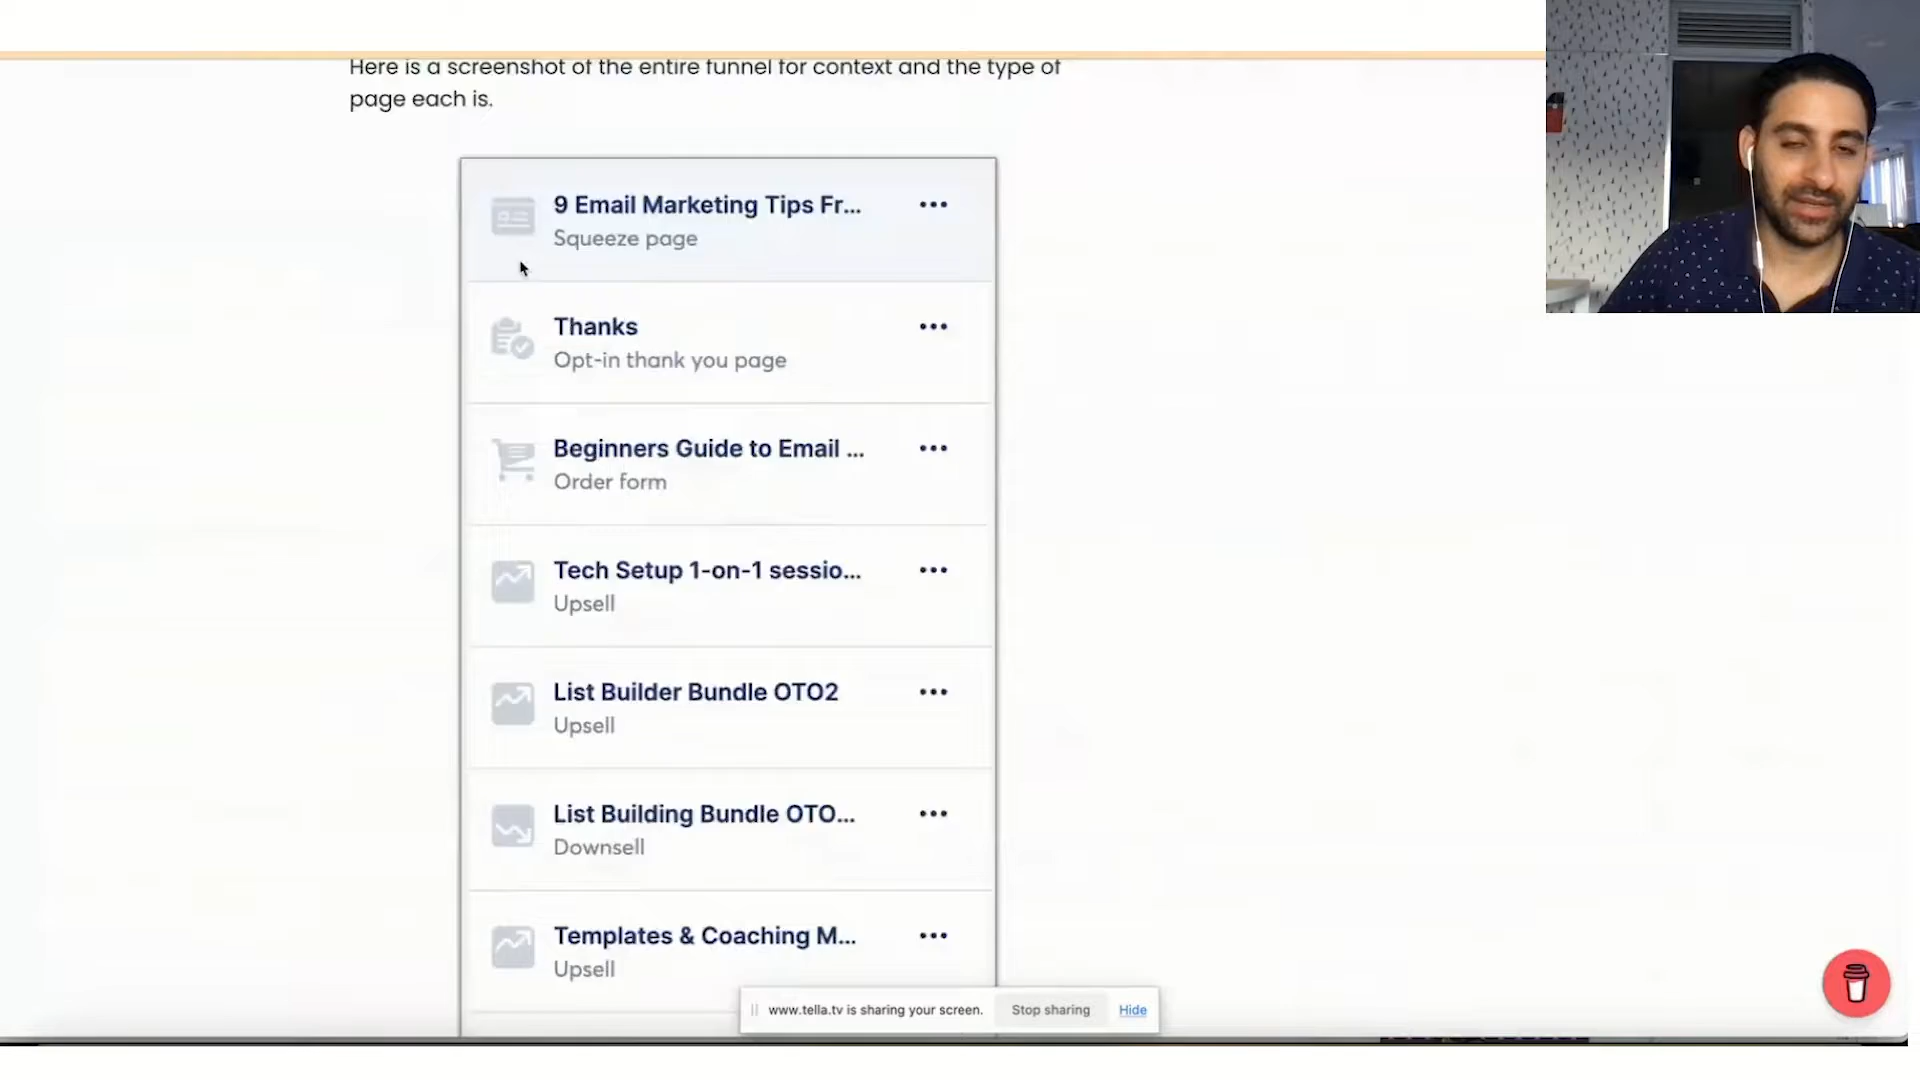 Here is a screenshot of the entire funnel for context and the type of
page each is.
9 Email Marketing Tips Fr...
Squeeze page
Thanks
Opt-in thank you page
Beginners Guide to Email ...
Order form
Tech Setup 1-on-1 sessio...
Upsell
List Builder Bundle OTO2
Upsell
List Building Bundle OTO...
Downsell
Templates & Coaching M...
Upsell
www.tella.tv is sharing your screen.
Stop sharing
Hide